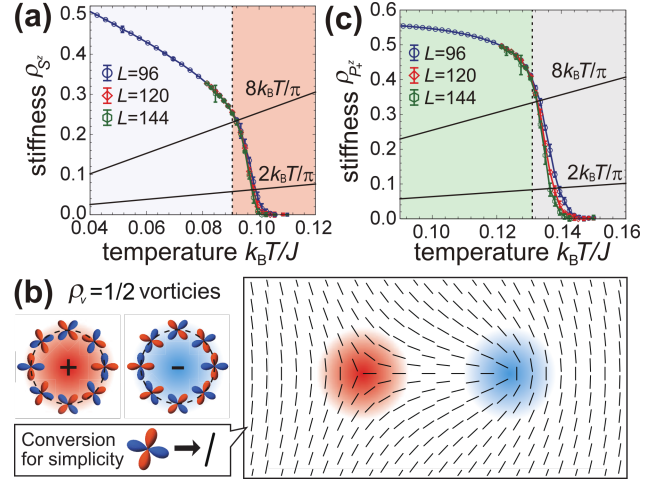 (a)
stiffness ρ_{S^z}
0.5
0.4
0.3
0.2
0.1
0.0
L=96
L=120
L=144
8k_BT/π
2k_BT/π
0.04 0.06 0.08 0.10 0.12
temperature k_BT/J
(c)
stiffness ρ_{P_+^z}
0.6
0.5
0.4
0.3
0.2
0.1
0.0
L=96
L=120
L=144
8k_BT/π
2k_BT/π
0.10 0.12 0.14 0.16
temperature k_BT/J
(b) ρ_v=1/2 vorticies
+
-
Conversion
for simplicity